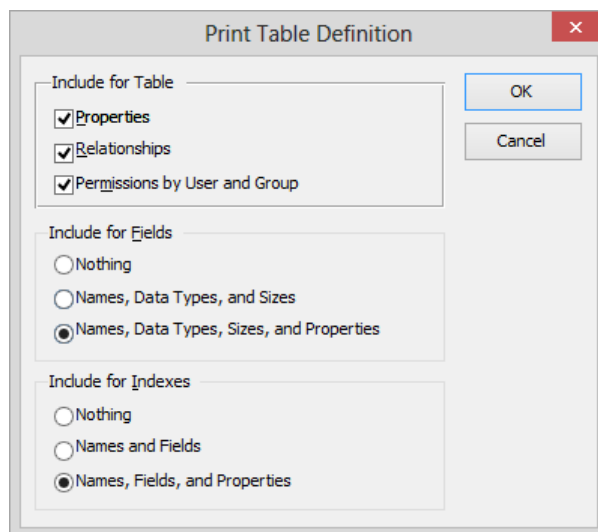 Print Table Definition
Include for Table
Properties
Relationships
Permissions by User and Group
OK
Cancel
Include for Fields
Nothing
Names, Data Types, and Sizes
Names, Data Types, Sizes, and Properties
Include for Indexes
Nothing
Names and Fields
Names, Fields, and Properties